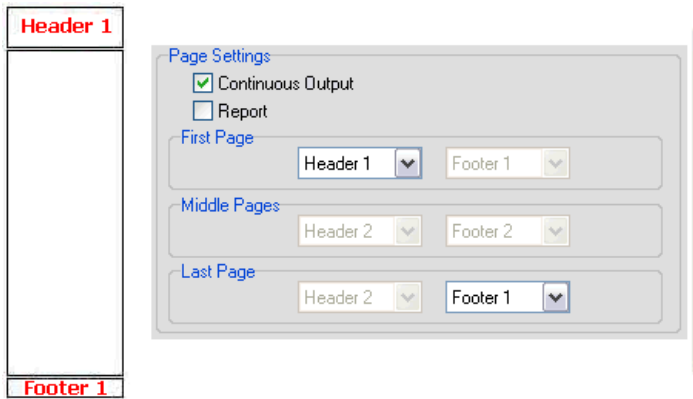 Header 1
Page Settings
Continuous Output
Report
First Page
Header 1 Footer 1
Middle Pages
Header 2 Footer 2
Last Page
Header 2 Footer 1
Footer 1